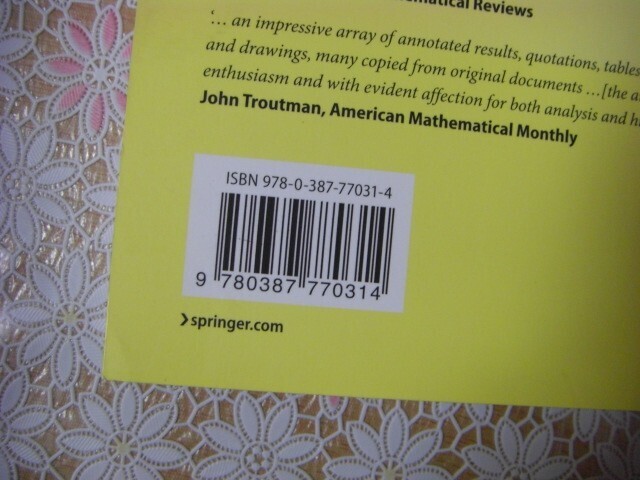 Mathematical Reviews
'… an impressive array of annotated results, quotations, tables
and drawings, many copied from original documents …[the a
enthusiasm and with evident affection for both analysis and hi
John Troutman, American Mathematical Monthly
ISBN 978-0-387-77031-4
9 780387 770314
❯springer.com